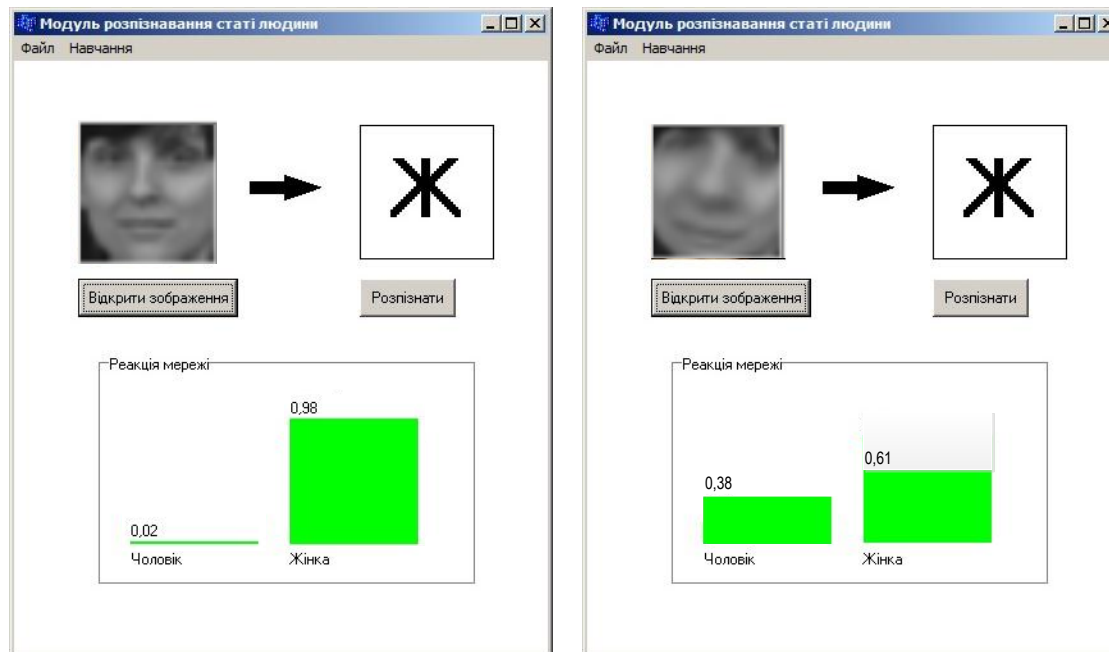 Модуль розпізнавання статі людини
Файл Навчання
Ж
Відкрити зображення
Розпізнати
Реакція мережі
0,98
0,02
Чоловік
Жінка
Модуль розпізнавання статі людини
Файл Навчання
Ж
Відкрити зображення
Розпізнати
Реакція мережі
0,61
0,38
Чоловік
Жінка